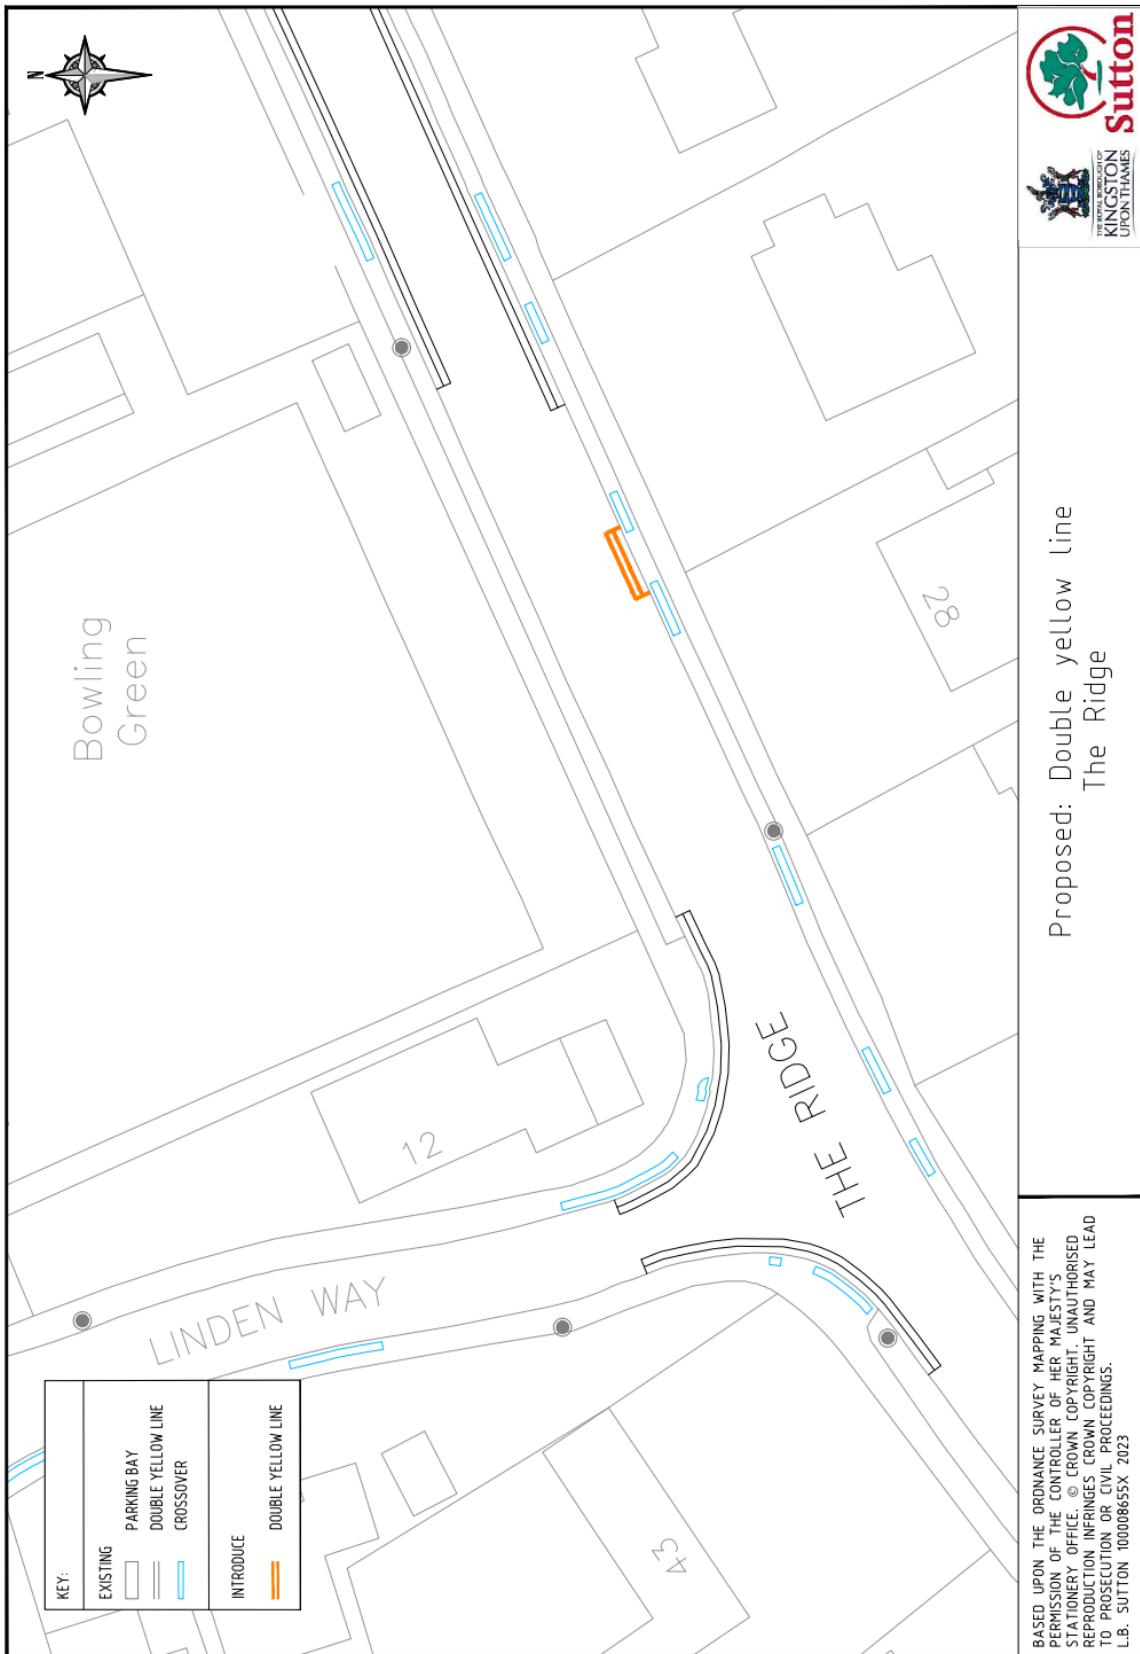 N
Bowling
Green
28
12
THE RIDGE
LINDEN WAY
43
KEY:
EXISTING
PARKING BAY
DOUBLE YELLOW LINE
CROSSOVER
INTRODUCE
DOUBLE YELLOW LINE
BASED UPON THE ORDNANCE SURVEY MAPPING WITH THE
PERMISSION OF THE CONTROLLER OF HER MAJESTY'S
STATIONERY OFFICE. © CROWN COPYRIGHT. UNAUTHORISED
REPRODUCTION INFRINGES CROWN COPYRIGHT AND MAY LEAD
TO PROSECUTION OR CIVIL PROCEEDINGS.
L.B. SUTTON 100008655X 2023
Proposed: Double yellow line
The Ridge
THE ROYAL BOROUGH OF
KINGSTON
UPON THAMES
Sutton